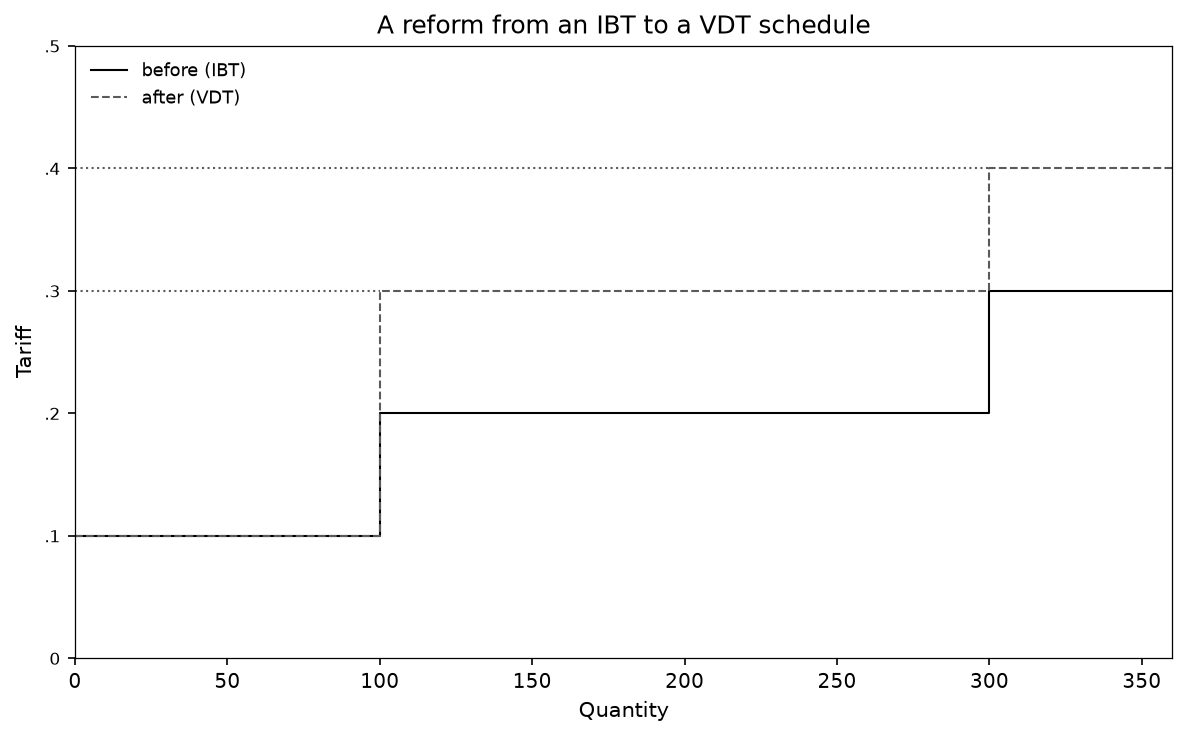 A reform from an IBT to a VDT schedule
before (IBT)
after (VDT)
.5
.4
.3
.2
.1
0
Tariff
0 50 100 150 200 250 300 350
Quantity